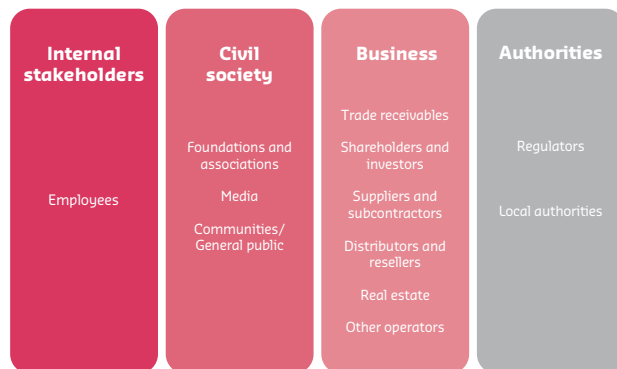 Internal
stakeholders
Employees
Civil
society
Foundations and
associations
Media
Communities/
General public
Business
Trade receivables
Shareholders and
investors
Suppliers and
subcontractors
Distributors and
resellers
Real estate
Other operators
Authorities
Regulators
Local authorities